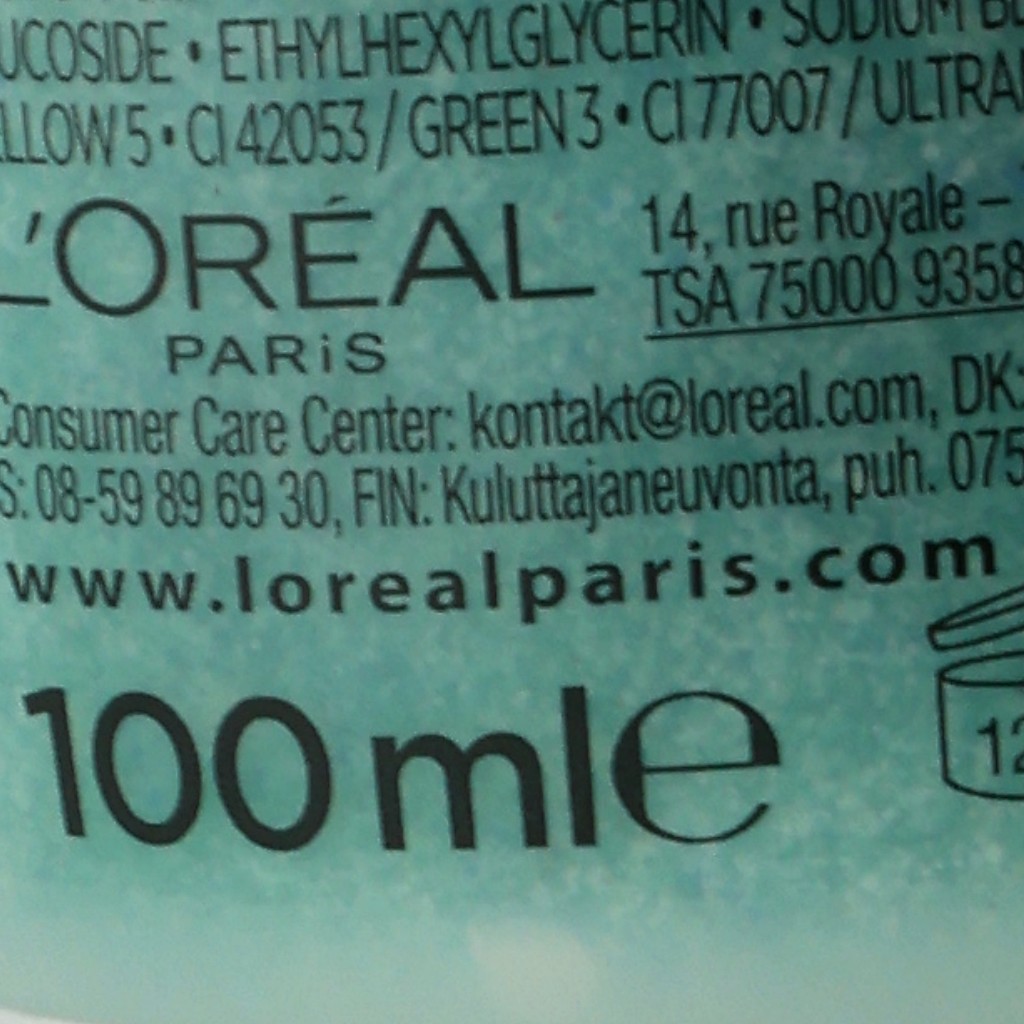 UCOSIDE • ETHYLHEXYLGLYCERIN • SODIUM
LLOW 5 • CI 42053 / GREEN 3 • CI 77007 / ULTRA
L'ORÉAL
PARiS
14, rue Royale –
TSA 75000 9358
Consumer Care Center: kontakt@loreal.com, DK:
S: 08-59 89 69 30, FIN: Kuluttajaneuvonta, puh. 075
www.lorealparis.com
100 ml e
12